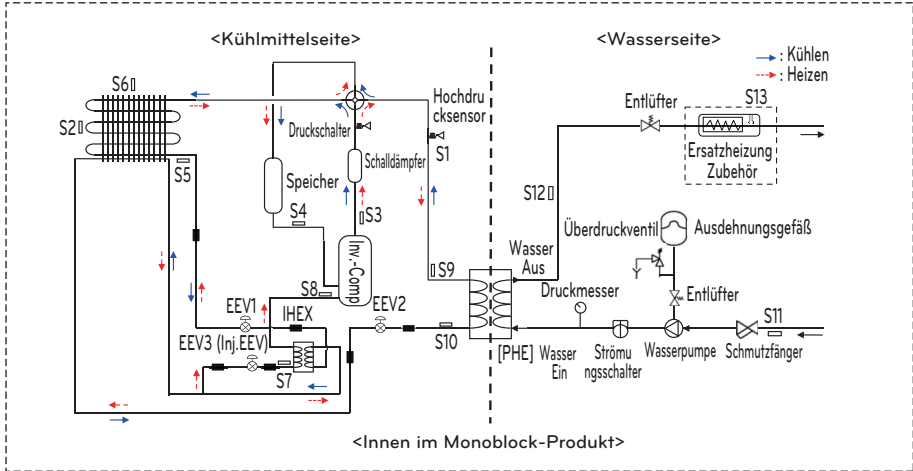 <Kühlmittelseite>
<Wasserseite>
: Kühlen
: Heizen
S6
S2
S5
Druckschalter
Hochdru
cksensor
S1
Schalldämpfer
Speicher
S4
S3
Entlüfter
S13
Ersatzheizung
Zubehör
S12
Überdruckventil
Ausdehnungsgefäß
Inv.-Comp
S8
S9
Wasser
Aus
EEV1
IHEX
EEV2
Druckmesser
Entlüfter
S11
EEV3 (Inj.EEV)
S7
S10
[PHE]
Wasser
Ein
Strömu
ngsschalter
Wasserpumpe
Schmutzfänger
<Innen im Monoblock-Produkt>